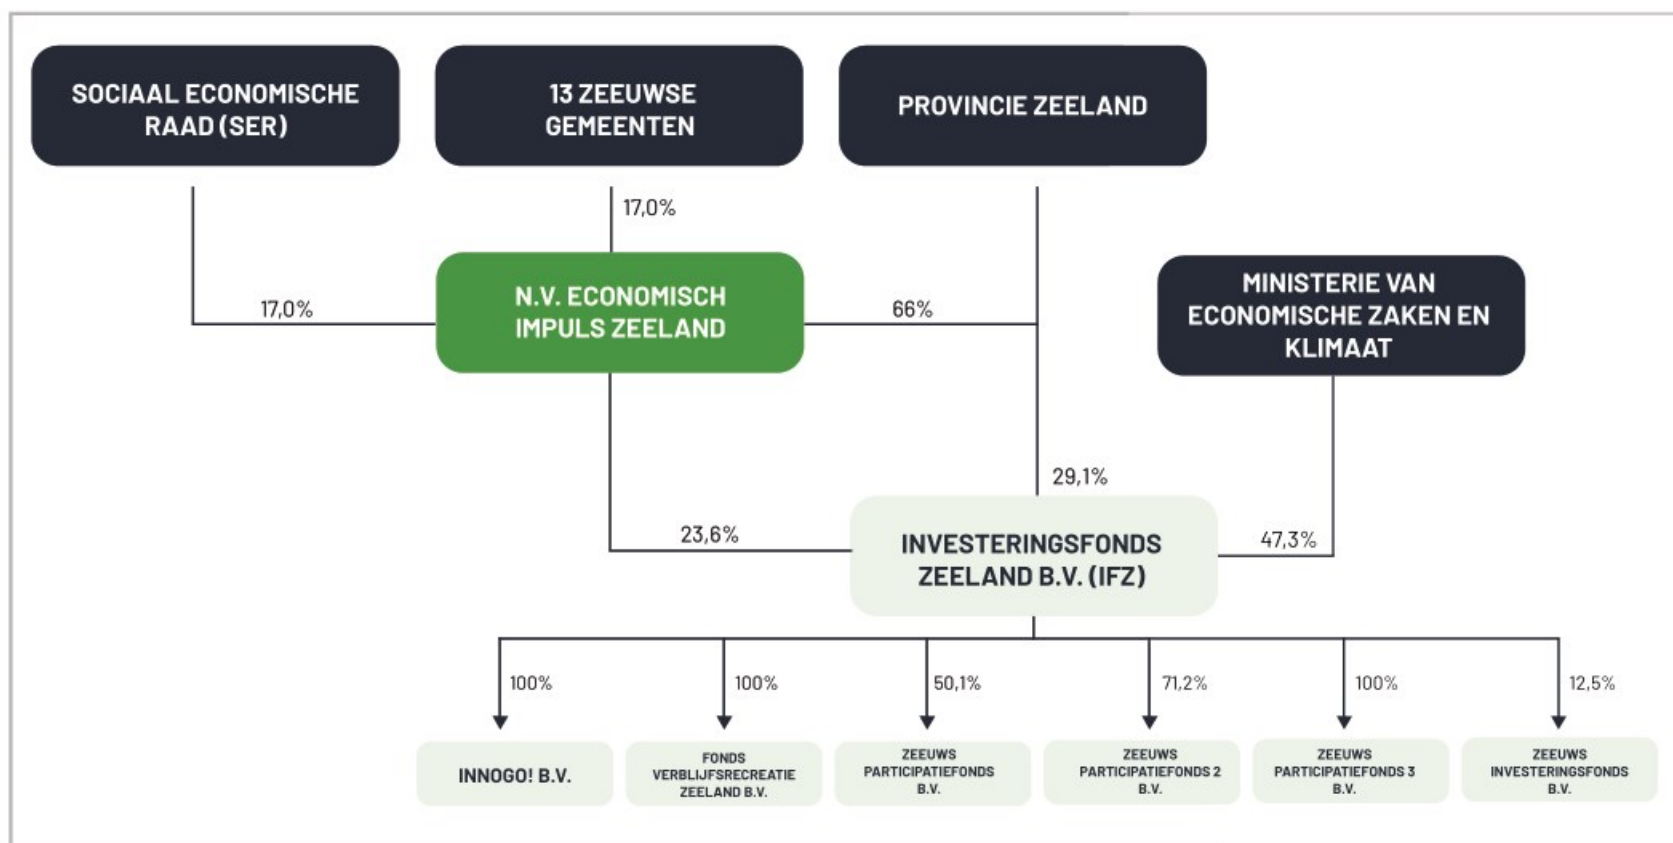 SOCIAAL ECONOMISCHE
RAAD (SER)
13 ZEEUWSE
GEMEENTEN
PROVINCIE ZEELAND
17,0%
N.V. ECONOMISCH
IMPULS ZEELAND
17,0%
66%
MINISTERIE VAN
ECONOMISCHE ZAKEN EN
KLIMAAT
29,1%
23,6%
47,3%
INVESTERINGSFONDS
ZEELAND B.V. (IFZ)
100%
100%
50,1%
71,2%
100%
12,5%
INNOGO! B.V.
FONDS
VERBLIJFSRECREATIE
ZEELAND B.V.
ZEEUWS
PARTICIPATIEFONDS
B.V.
ZEEUWS
PARTICIPATIEFONDS 2
B.V.
ZEEUWS
PARTICIPATIEFONDS 3
B.V.
ZEEUWS
INVESTERINGSFONDS
B.V.